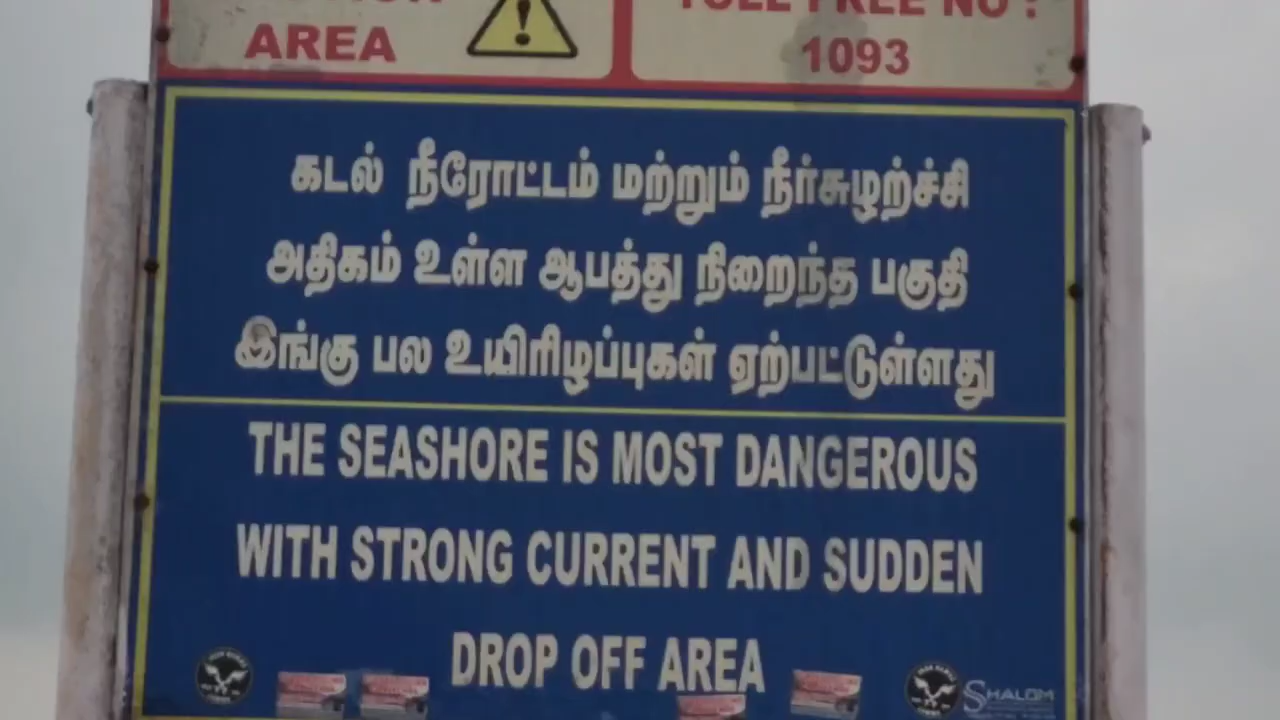 AREA
TOLL FREE NO :
1093
கடல் நீரோட்டம் மற்றும் நீர்சுழற்ச்சி
அதிகம் உள்ள ஆபத்து நிறைந்த பகுதி
இங்கு பல உயிரிழப்புகள் ஏற்பட்டுள்ளது
THE SEASHORE IS MOST DANGEROUS
WITH STRONG CURRENT AND SUDDEN
DROP OFF AREA
SHALOM